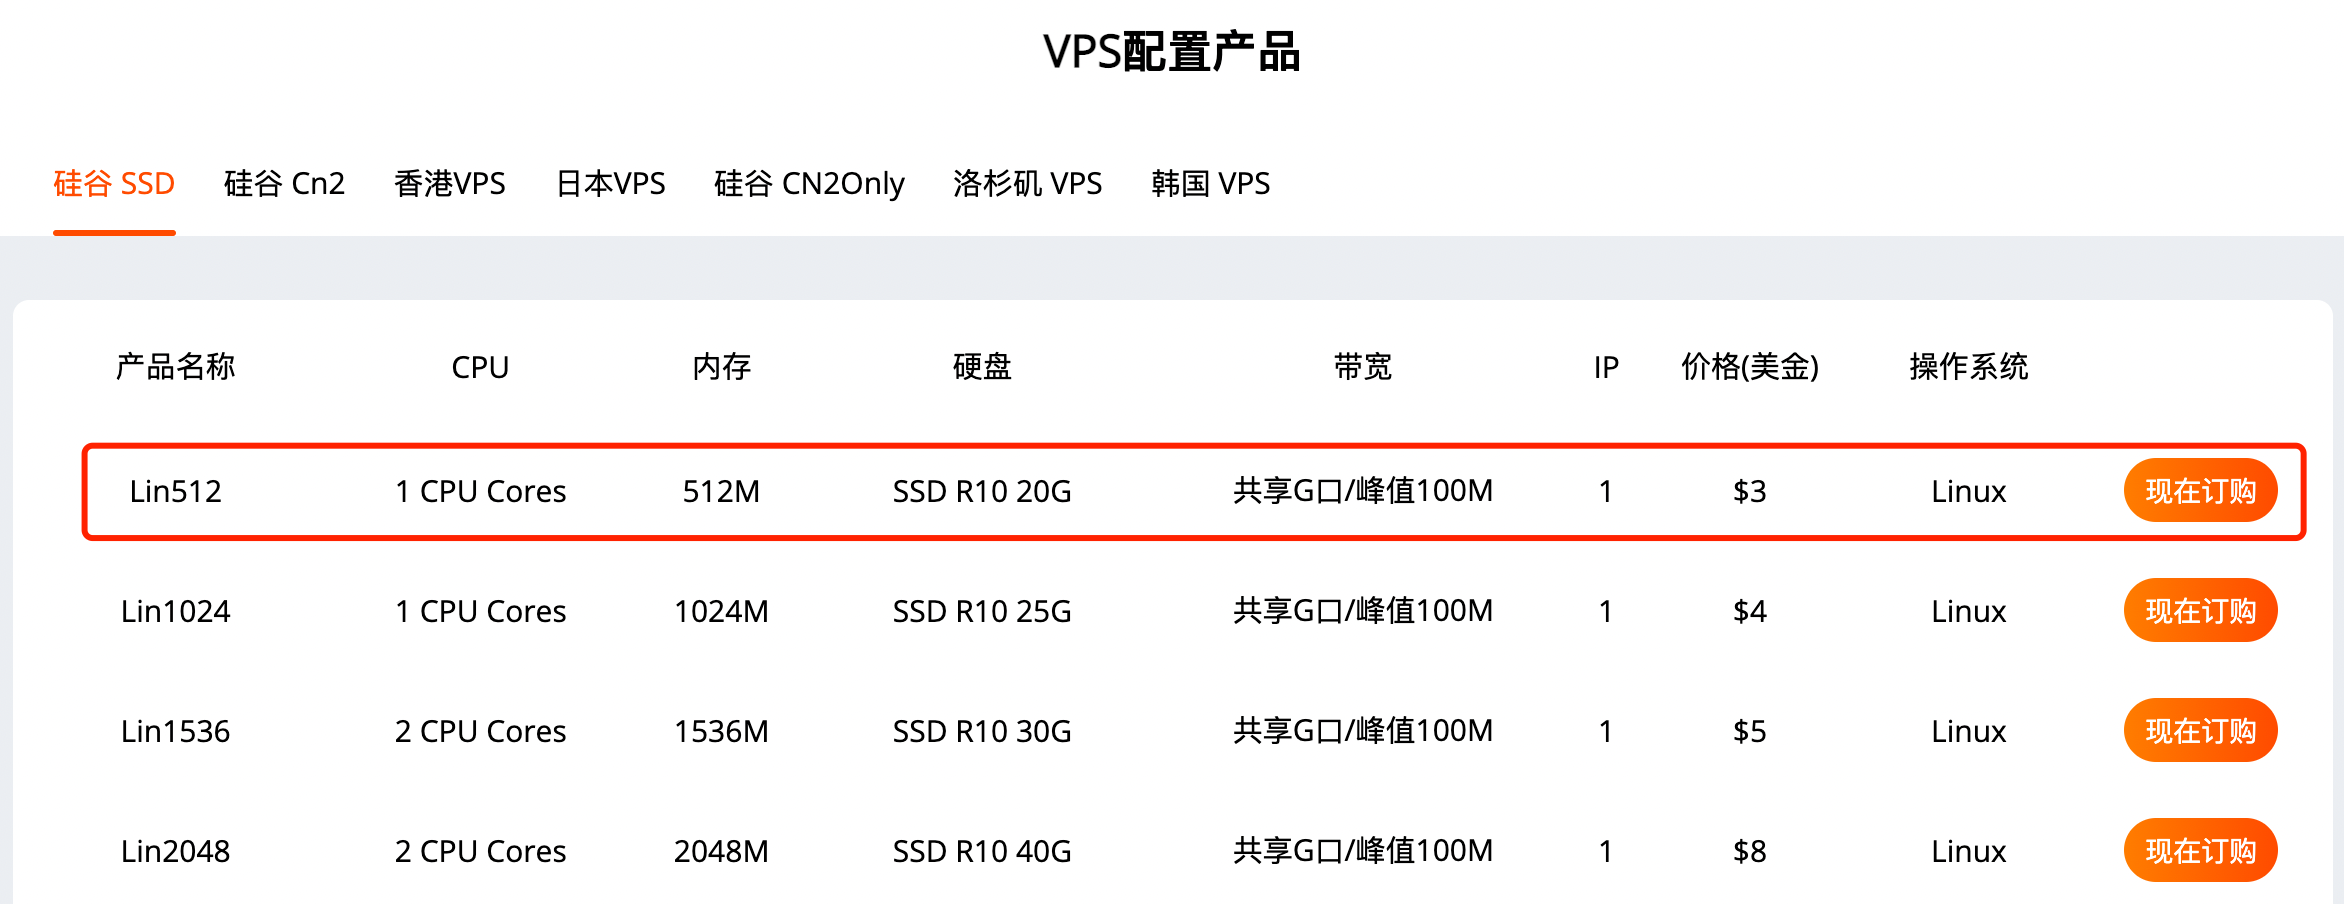 VPS配置产品
硅谷 SSD 硅谷 Cn2 香港VPS 日本VPS 硅谷 CN2Only 洛杉矶 VPS 韩国 VPS
产品名称 CPU 内存 硬盘 带宽 IP 价格(美金) 操作系统
Lin512 1 CPU Cores 512M SSD R10 20G 共享G口/峰值100M 1 $3 Linux 现在订购
Lin1024 1 CPU Cores 1024M SSD R10 25G 共享G口/峰值100M 1 $4 Linux 现在订购
Lin1536 2 CPU Cores 1536M SSD R10 30G 共享G口/峰值100M 1 $5 Linux 现在订购
Lin2048 2 CPU Cores 2048M SSD R10 40G 共享G口/峰值100M 1 $8 Linux 现在订购